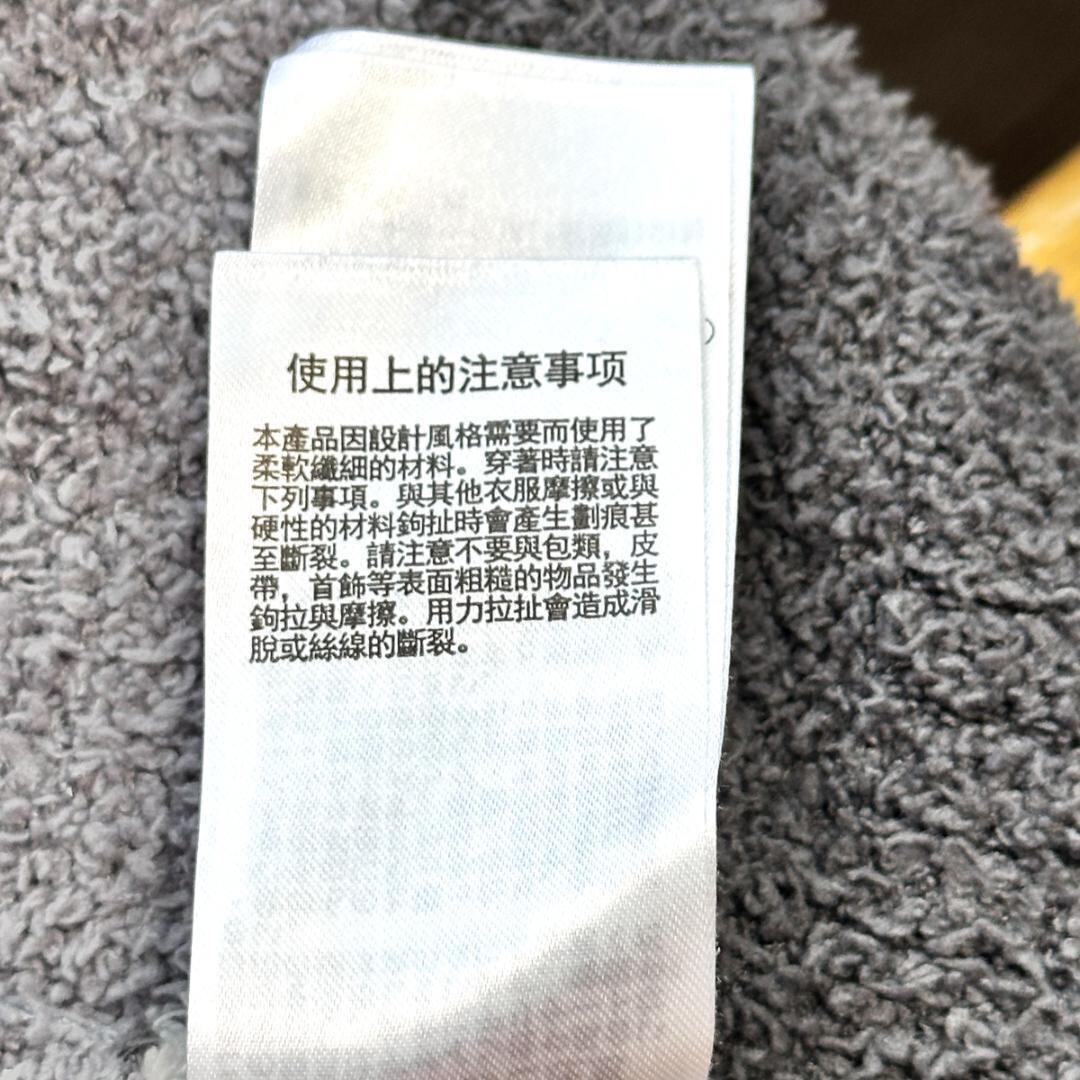 使用上的注意事项
本產品因設計風格需要而使用了
柔軟纖細的材料。穿著時請注意
下列事項。與其他衣服摩擦或與
硬性的材料鉤扯時會產生劃痕甚
至斷裂。請注意不要與包類，皮
帶，首飾等表面粗糙的物品發生
鉤拉與摩擦。用力拉扯會造成滑
脫或絲線的斷裂。